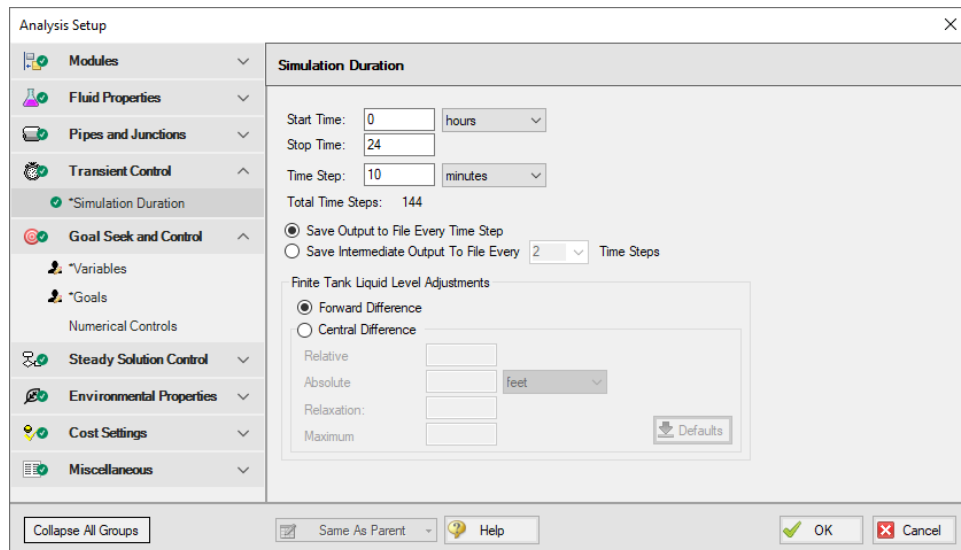 Analysis Setup
Modules
Fluid Properties
Pipes and Junctions
Transient Control
*Simulation Duration
Goal Seek and Control
*Variables
*Goals
Numerical Controls
Steady Solution Control
Environmental Properties
Cost Settings
Miscellaneous
Simulation Duration
Start Time: 0 hours
Stop Time: 24
Time Step: 10 minutes
Total Time Steps: 144
Save Output to File Every Time Step
Save Intermediate Output To File Every 2 Time Steps
Finite Tank Liquid Level Adjustments
Forward Difference
Central Difference
Relative
Absolute feet
Relaxation:
Maximum
Defaults
Collapse All Groups
Same As Parent
Help
OK
Cancel